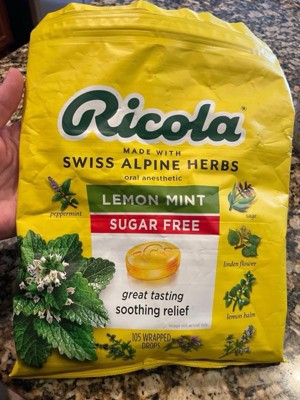 Ricola
MADE WITH
SWISS ALPINE HERBS
oral anesthetic
LEMON MINT
SUGAR FREE
peppermint
sage
linden flower
great tasting
soothing relief
lemon balm
105 WRAPPED
DROPS